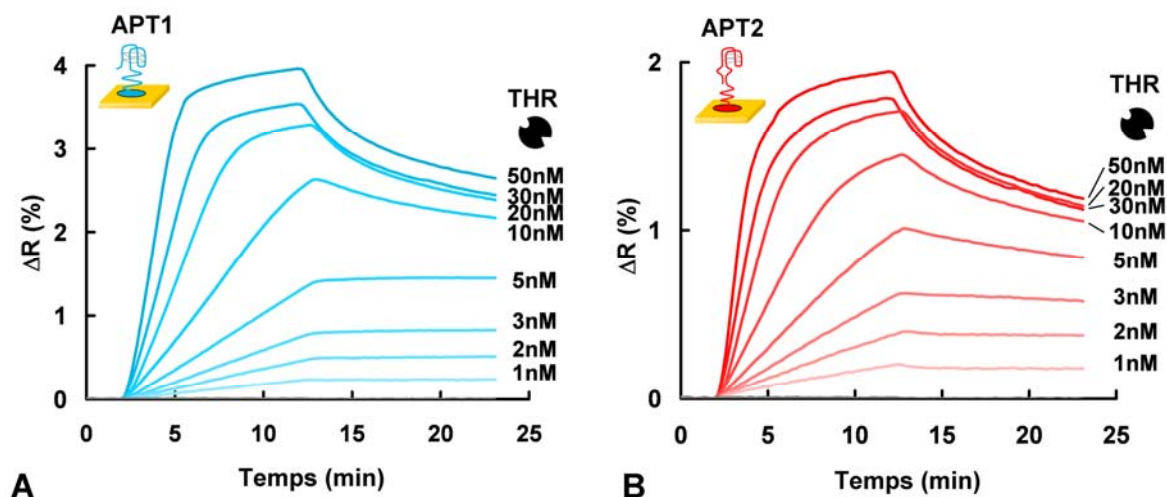 APT1
ΔR (%)
4
3
2
1
0
0 5 10 15 20 25
Temps (min)
THR
50nM
30nM
20nM
10nM
5nM
3nM
2nM
1nM
A
APT2
ΔR (%)
2
1
0
0 5 10 15 20 25
Temps (min)
THR
50nM
20nM
30nM
10nM
5nM
3nM
2nM
1nM
B